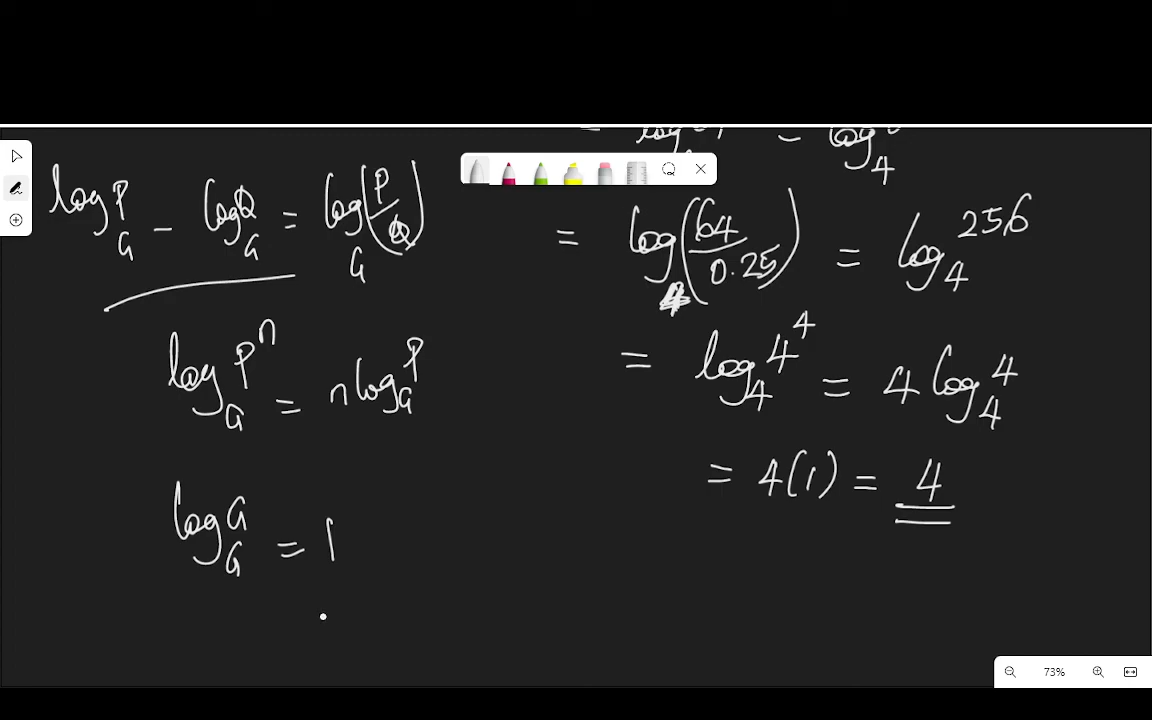 log_a P - log_a Q = log_a (P/Q)
log_a P^n = n log_a P
log_a a = 1
= log_4 (64/0.25) = log_4 256
= log_4 4^4 = 4 log_4 4
= 4(1) = 4
73%